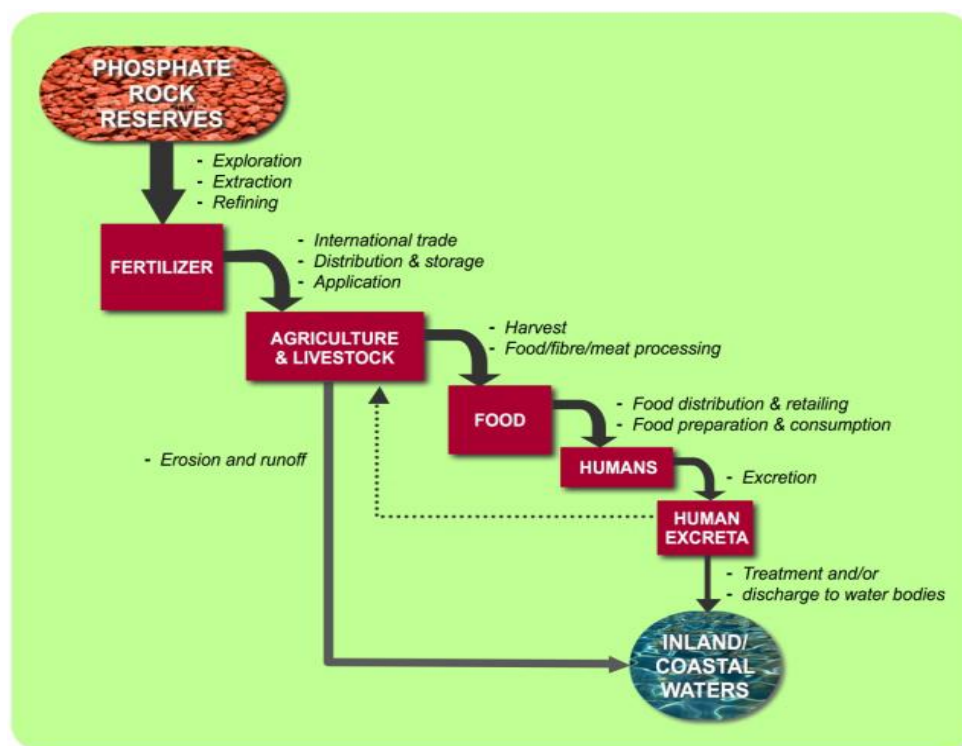 PHOSPHATE
ROCK
RESERVES
- Exploration
- Extraction
- Refining
FERTILIZER
- International trade
- Distribution & storage
- Application
AGRICULTURE
& LIVESTOCK
- Harvest
- Food/fibre/meat processing
FOOD
- Food distribution & retailing
- Food preparation & consumption
- Erosion and runoff
HUMANS
- Excretion
HUMAN
EXCRETA
- Treatment and/or
- discharge to water bodies
INLAND/
COASTAL
WATERS